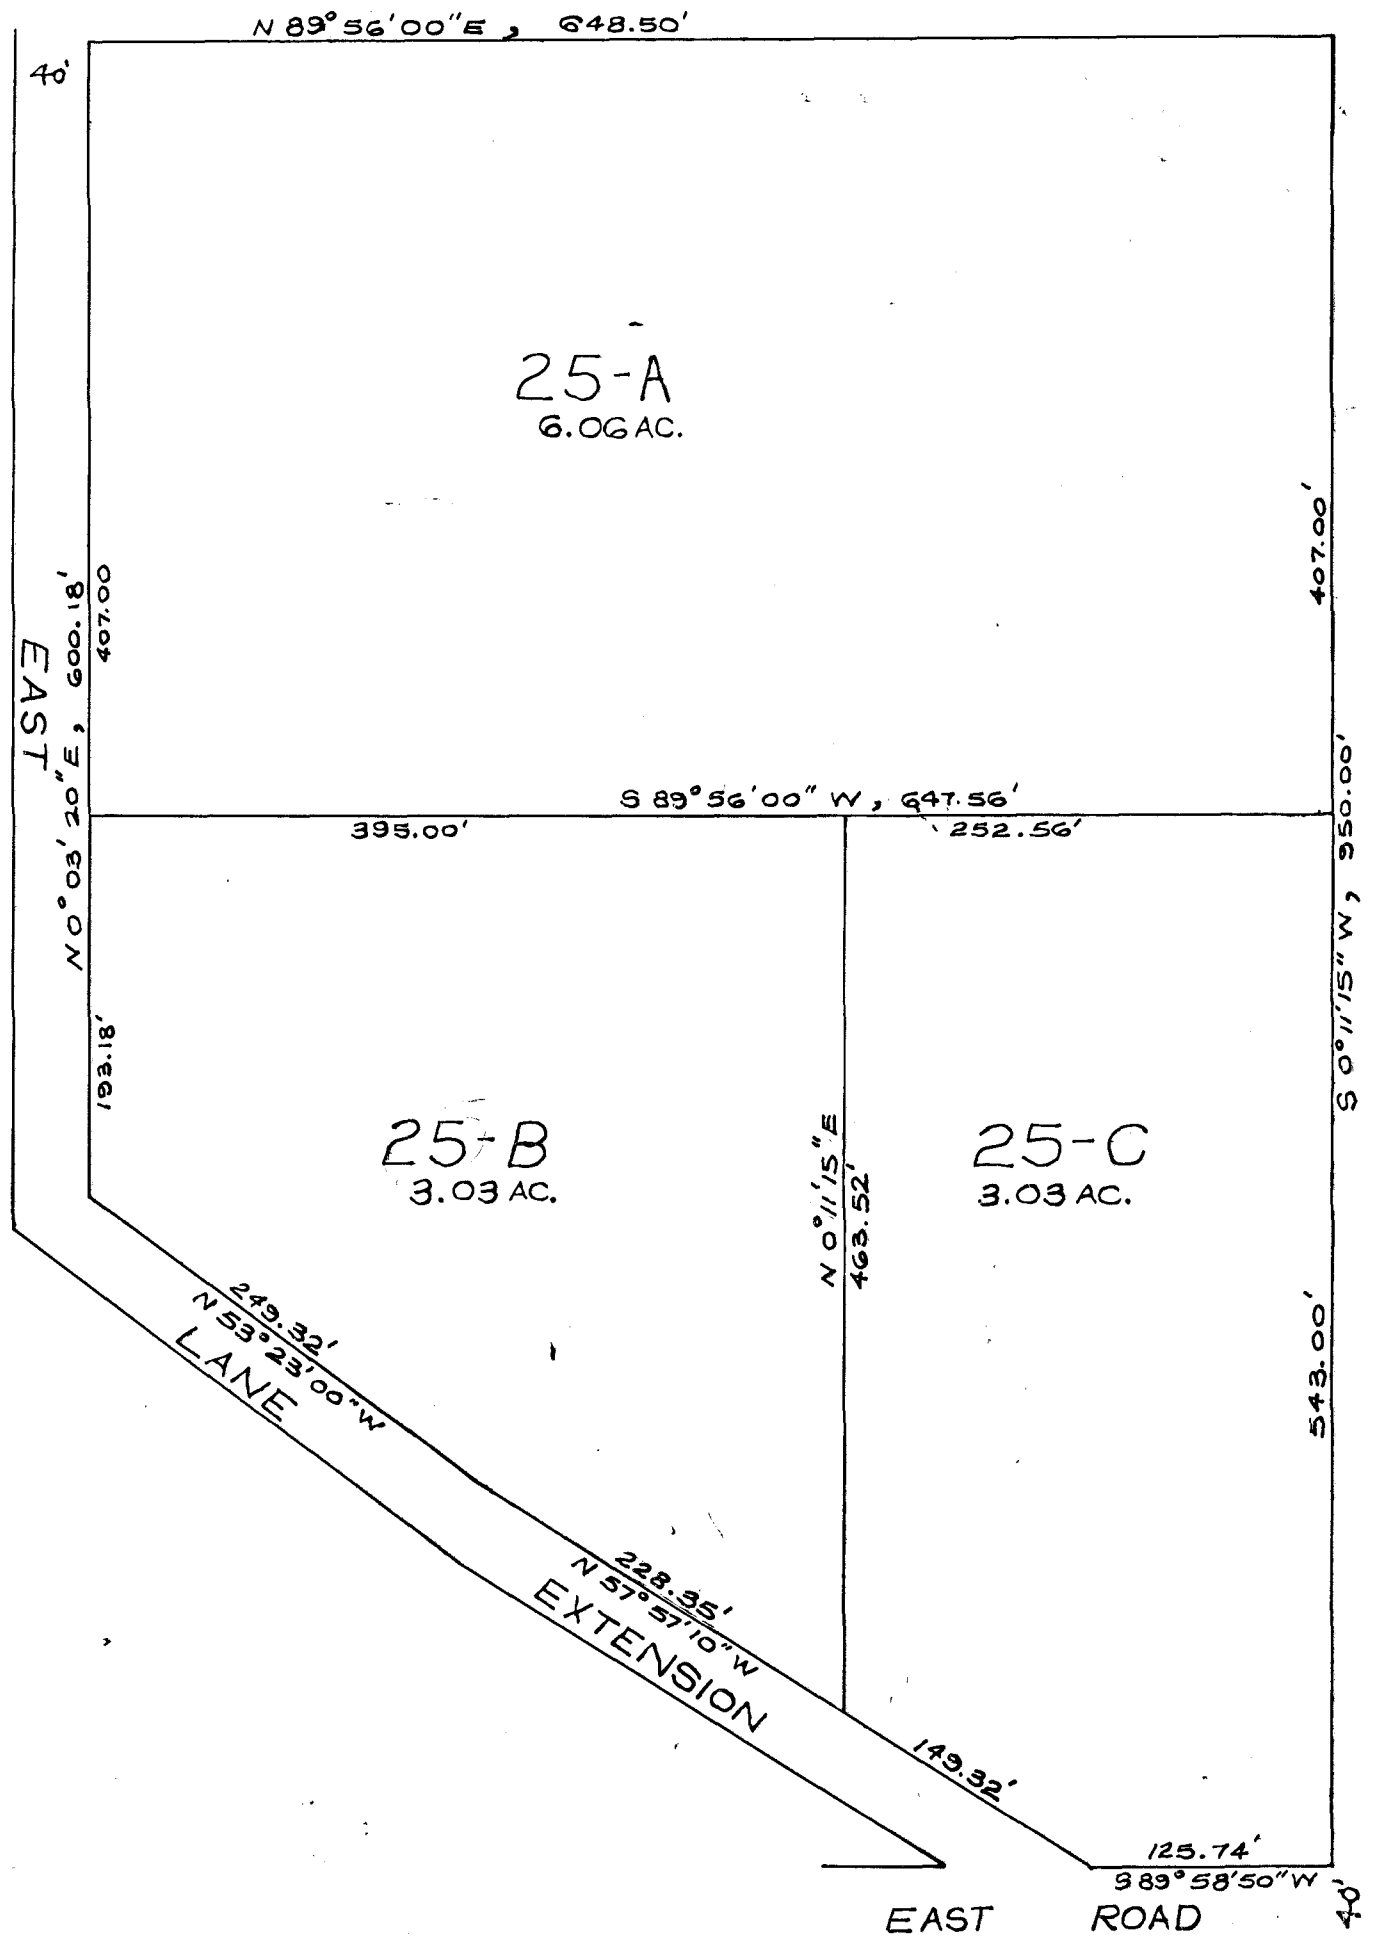 N 89° 56' 00" E, 648.50'
40'
25-A
6.06 AC.
407.00'
407.00
N 0° 03' 20" E, 600.18'
EAST
S 89° 56' 00" W, 647.56'
395.00'
252.56'
S 0° 11' 15" W, 950.00'
193.18'
25-B
3.03 AC.
N 0° 11' 15" E
463.52'
25-C
3.03 AC.
249.32'
N 53° 23' 00" W
LANE
543.00'
228.35'
N 57° 57' 10" W
EXTENSION
149.32'
125.74'
S 89° 58' 50" W
40'
EAST ROAD